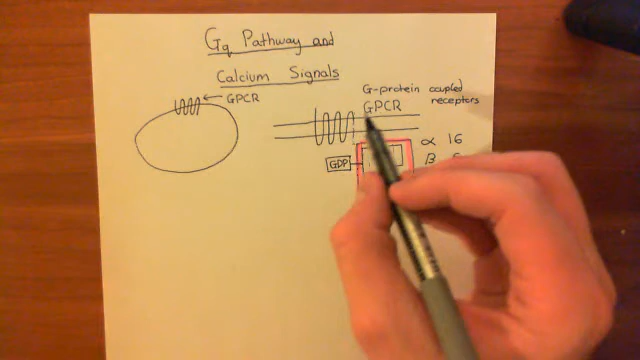 Gq Pathway and
Calcium Signals
GPCR
G-protein coupled
GPCR receptors
α 16
GDP
β